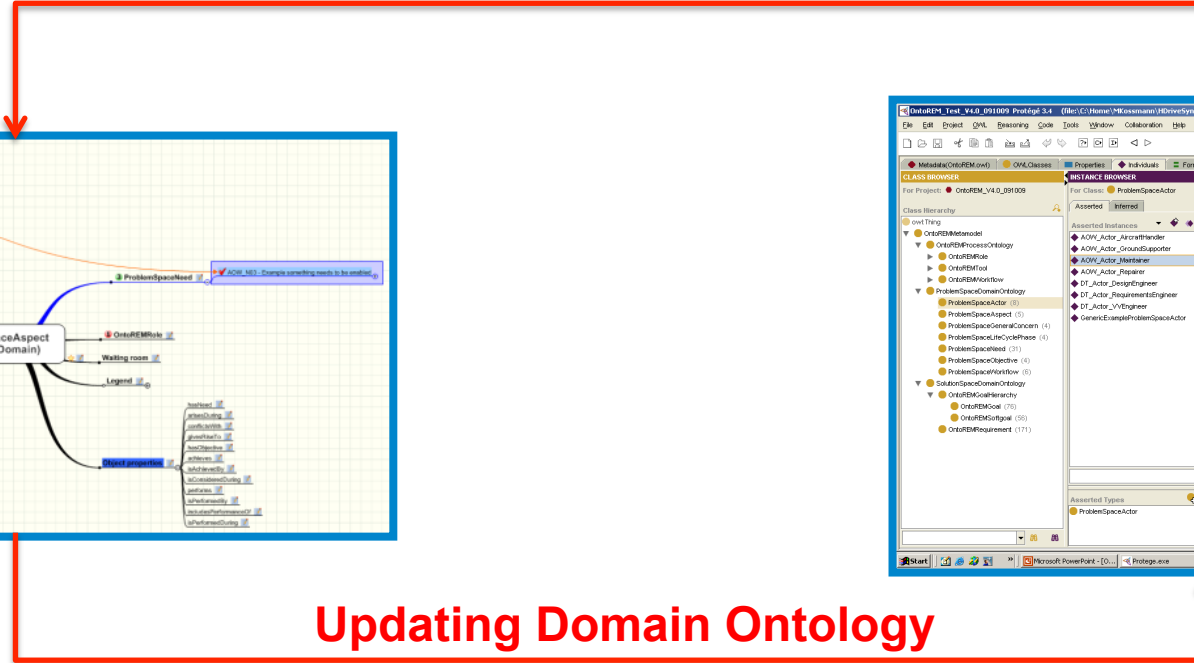 AOW_N63 - Example something needs to be enabled
ProblemSpaceNeed
ceAspect
Domain)
OntoREMRole
Waiting room
Legend
hasNeed
arisesDuring
conflictsWith
givesRiseTo
hasObjective
achieves
isAchievedBy
isConsideredDuring
performs
isPerformedBy
includesPerformanceOf
isPerformedDuring
Object properties
OntoREM_Test_V4.0_091009 Protégé 3.4 (file:\C:\Home\MKossmann\HDriveSyn
File Edit Project OWL Reasoning Code Tools Window Collaboration Help
Metadata(OntoREM.owl) OWLClasses Properties Individuals For
CLASS BROWSER
For Project: OntoREM_V4.0_091009
Class Hierarchy
owl:Thing
OntoREMMetamodel
OntoREMProcessOntology
OntoREMRole
OntoREMTool
OntoREMWorkflow
ProblemSpaceDomainOntology
ProblemSpaceActor (8)
ProblemSpaceAspect (5)
ProblemSpaceGeneralConcern (4)
ProblemSpaceLifeCyclePhase (4)
ProblemSpaceNeed (31)
ProblemSpaceObjective (4)
ProblemSpaceWorkflow (6)
SolutionSpaceDomainOntology
OntoREMGoalHierarchy
OntoREMGoal (76)
OntoREMSoftgoal (56)
OntoREMRequirement (171)
INSTANCE BROWSER
For Class: ProblemSpaceActor
Asserted Inferred
Asserted Instances
AOW_Actor_AircraftHandler
AOW_Actor_GroundSupporter
AOW_Actor_Maintainer
AOW_Actor_Repairer
DT_Actor_DesignEngineer
DT_Actor_RequirementsEngineer
DT_Actor_VVEngineer
GenericExampleProblemSpaceActor
Asserted Types
ProblemSpaceActor
Start Microsoft PowerPoint - [O... Protege.exe
Updating Domain Ontology